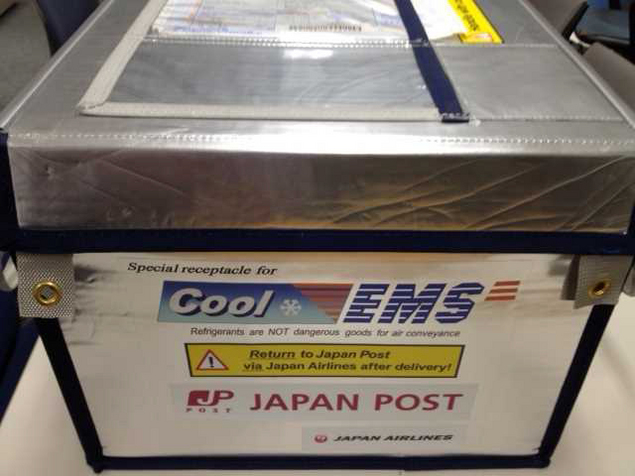 Special receptacle for
Cool EMS
Refrigerants are NOT dangerous goods for air conveyance
Return to Japan Post
via Japan Airlines after delivery!
JP
POST
JAPAN POST
JAPAN AIRLINES